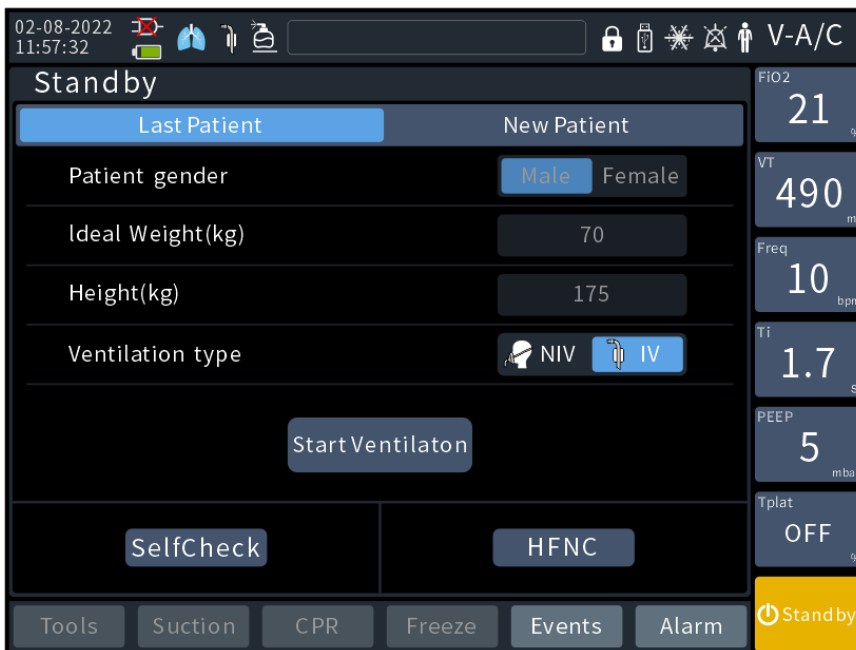 02-08-2022
11:57:32
V-A/C
Standby
Last Patient New Patient
Patient gender Male Female
Ideal Weight(kg) 70
Height(kg) 175
Ventilation type NIV IV
Start Ventilaton
SelfCheck HFNC
Tools Suction CPR Freeze Events Alarm
FiO2
21
VT
490
Freq
10
bpm
Ti
1.7
s
PEEP
5
mba
Tplat
OFF
Standby